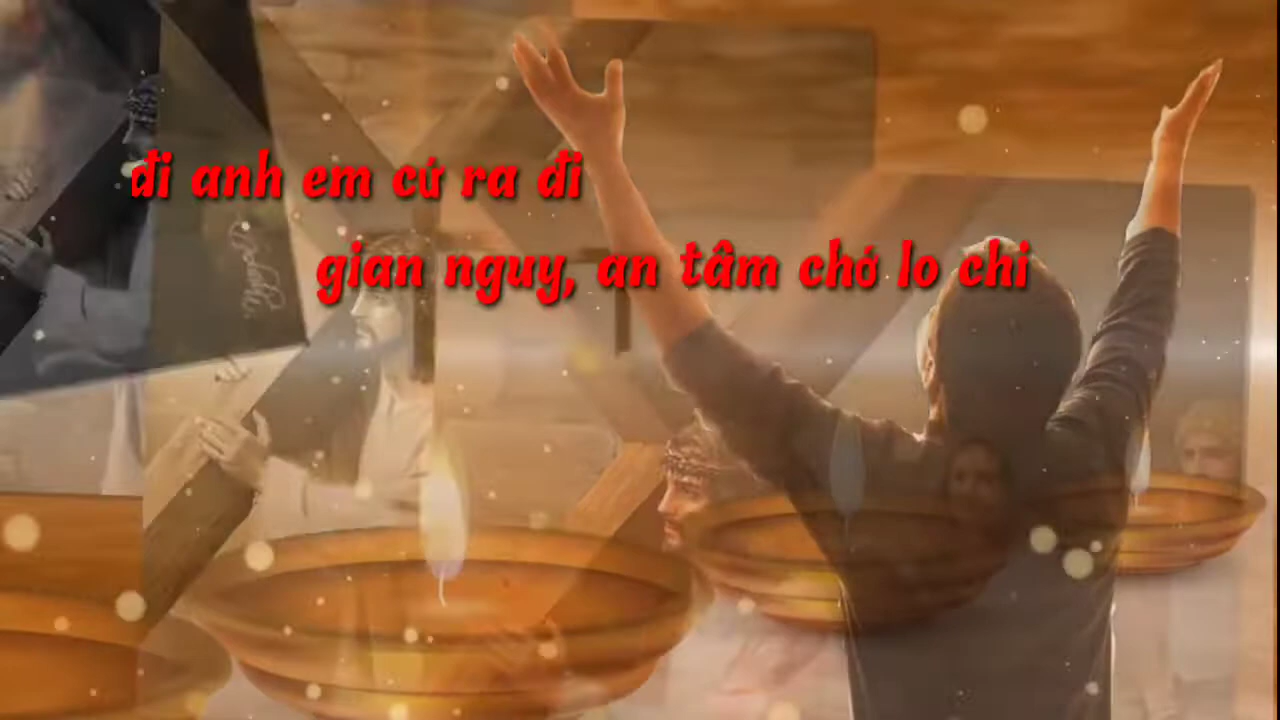 đi anh em cứ ra đi
gian nguy, an tâm chớ lo chi